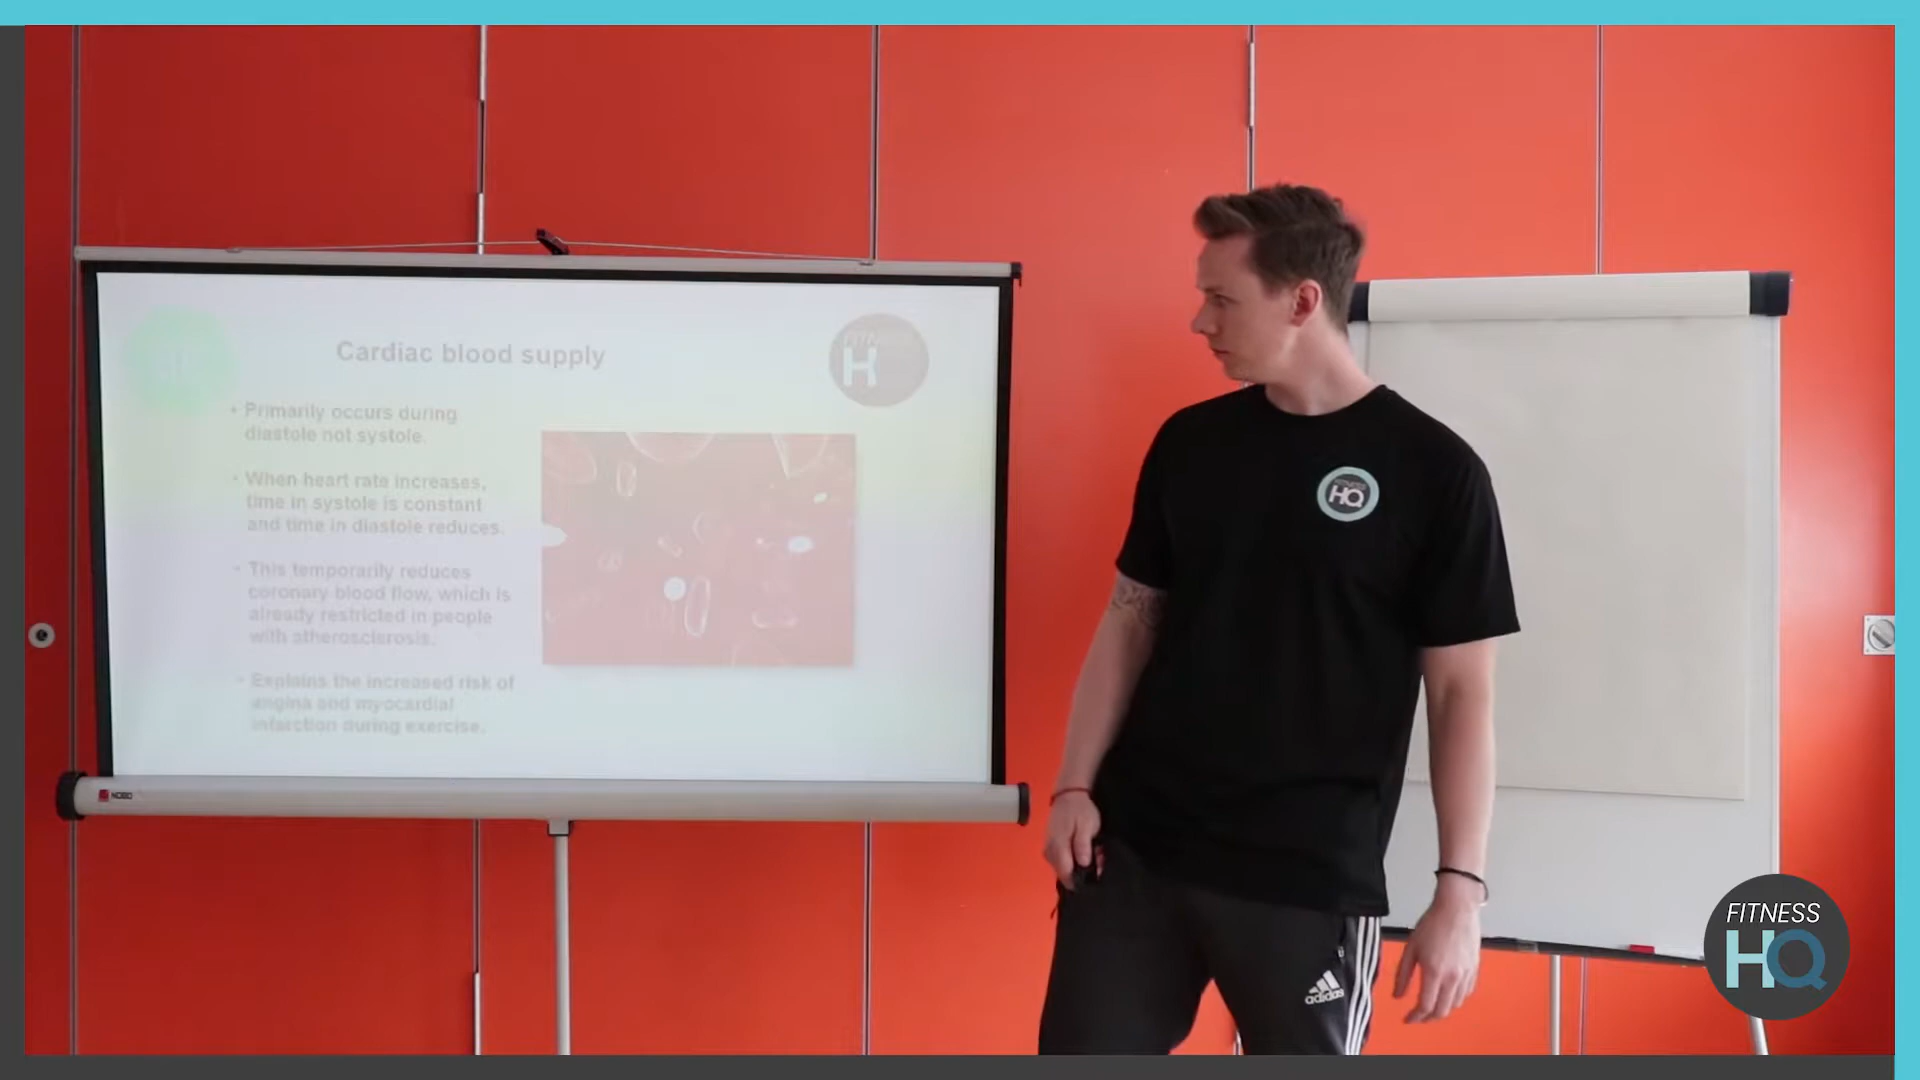 Cardiac blood supply
• Primarily occurs during
diastole not systole.
• When heart rate increases,
time in systole is constant
and time in diastole reduces.
• This temporarily reduces
coronary blood flow, which is
already restricted in people
with atherosclerosis.
• Explains the increased risk of
angina and myocardial
infarction during exercise.
NOBO
FITNESS
HQ
adidas
FITNESS
HQ